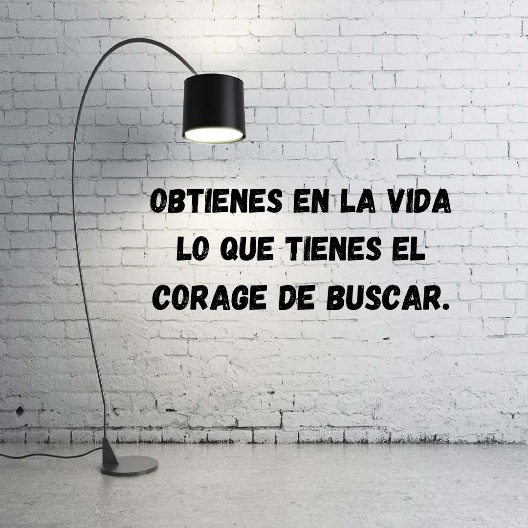 OBTIENES EN LA VIDA
LO QUE TIENES EL
CORAGE DE BUSCAR.